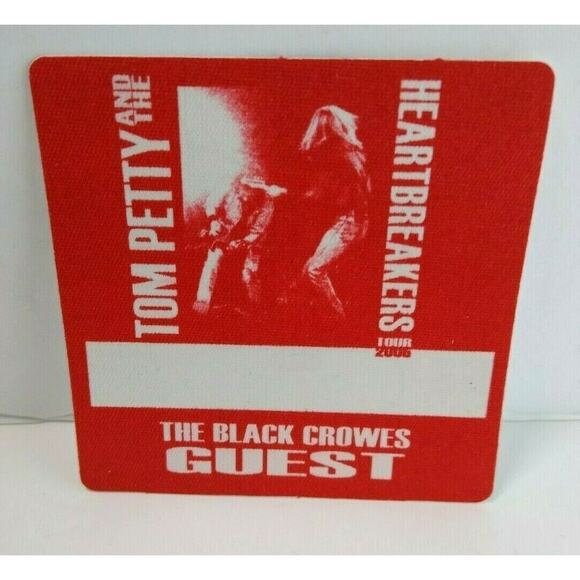 TOM PETTY AND THE
HEARTBREAKERS
TOUR
2006
THE BLACK CROWES
GUEST